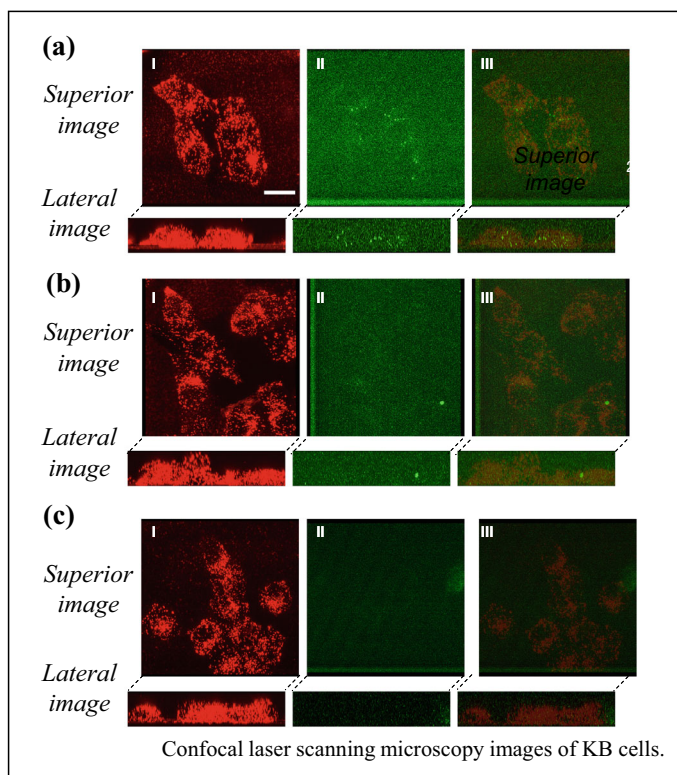 (a)
I
II
III
Superior
image
Superior
image
2
Lateral
image
(b)
I
II
III
Superior
image
Lateral
image
(c)
I
II
III
Superior
image
Lateral
image
Confocal laser scanning microscopy images of KB cells.